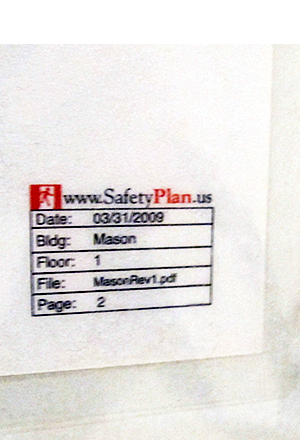 www.SafetyPlan.us
Date: 03/31/2009
Bldg: Mason
Floor: 1
File: MasonRev1.pdf
Page: 2